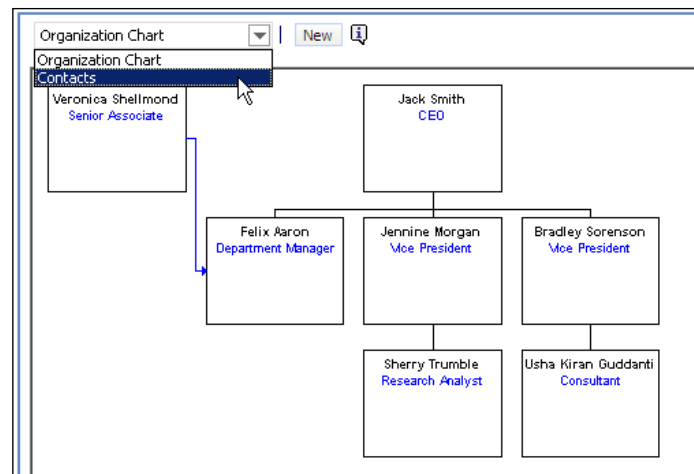 Organization Chart
New
Organization Chart
Contacts
Veronica Shellmond
Senior Associate
Jack Smith
CEO
Felix Aaron
Department Manager
Jennine Morgan
Vice President
Bradley Sorenson
Vice President
Sherry Trumble
Research Analyst
Usha Kiran Guddanti
Consultant